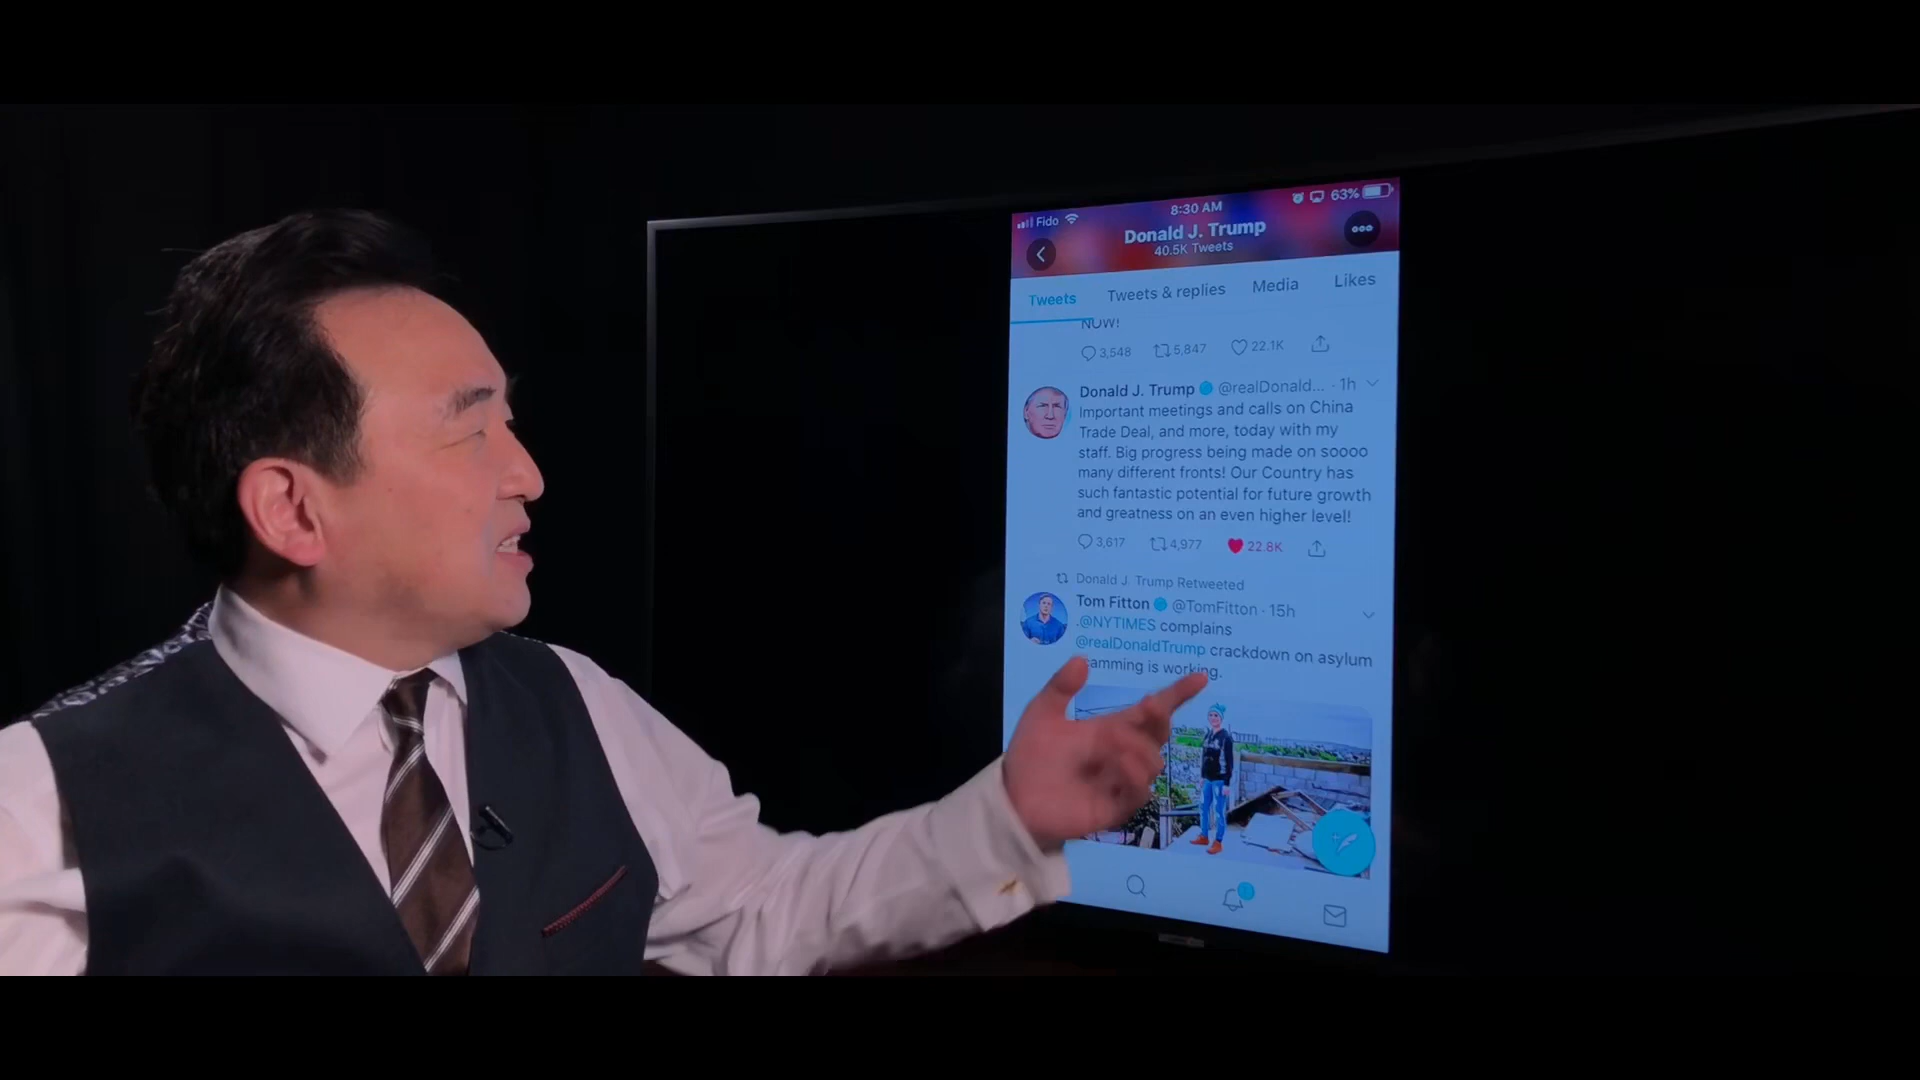 Fido 8:30 AM 63%
Donald J. Trump
40.5K Tweets
Tweets Tweets & replies Media Likes
NOW!
3,548 5,847 22.1K
Donald J. Trump @realDonald... · 1h
Important meetings and calls on China
Trade Deal, and more, today with my
staff. Big progress being made on soooo
many different fronts! Our Country has
such fantastic potential for future growth
and greatness on an even higher level!
3,617 4,977 22.8K
Donald J. Trump Retweeted
Tom Fitton @TomFitton · 15h
.@NYTIMES complains
@realDonaldTrump crackdown on asylum
camming is working.